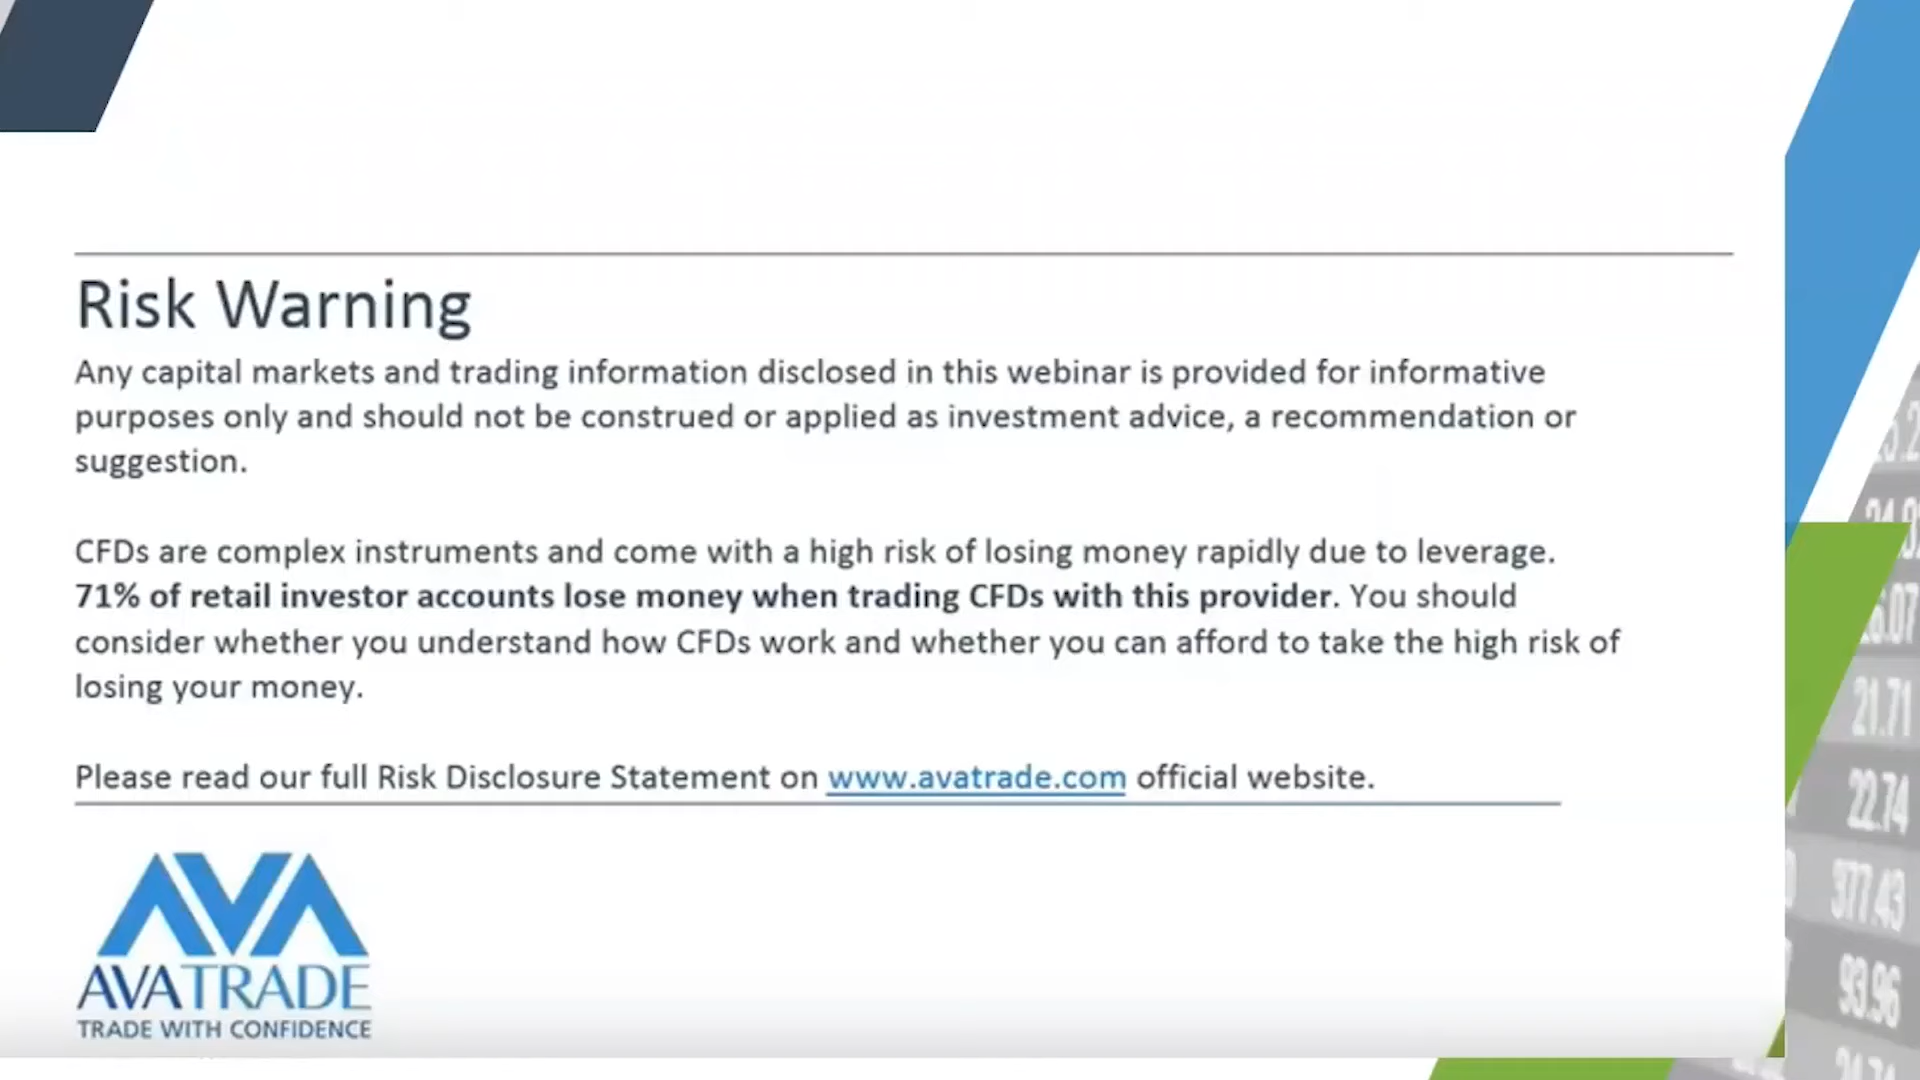 Risk Warning
Any capital markets and trading information disclosed in this webinar is provided for informative
purposes only and should not be construed or applied as investment advice, a recommendation or
suggestion.
CFDs are complex instruments and come with a high risk of losing money rapidly due to leverage.
71% of retail investor accounts lose money when trading CFDs with this provider. You should
consider whether you understand how CFDs work and whether you can afford to take the high risk of
losing your money.
Please read our full Risk Disclosure Statement on www.avatrade.com official website.
AVA
AVATRADE
TRADE WITH CONFIDENCE
21.71
22.74
377.43
93.96